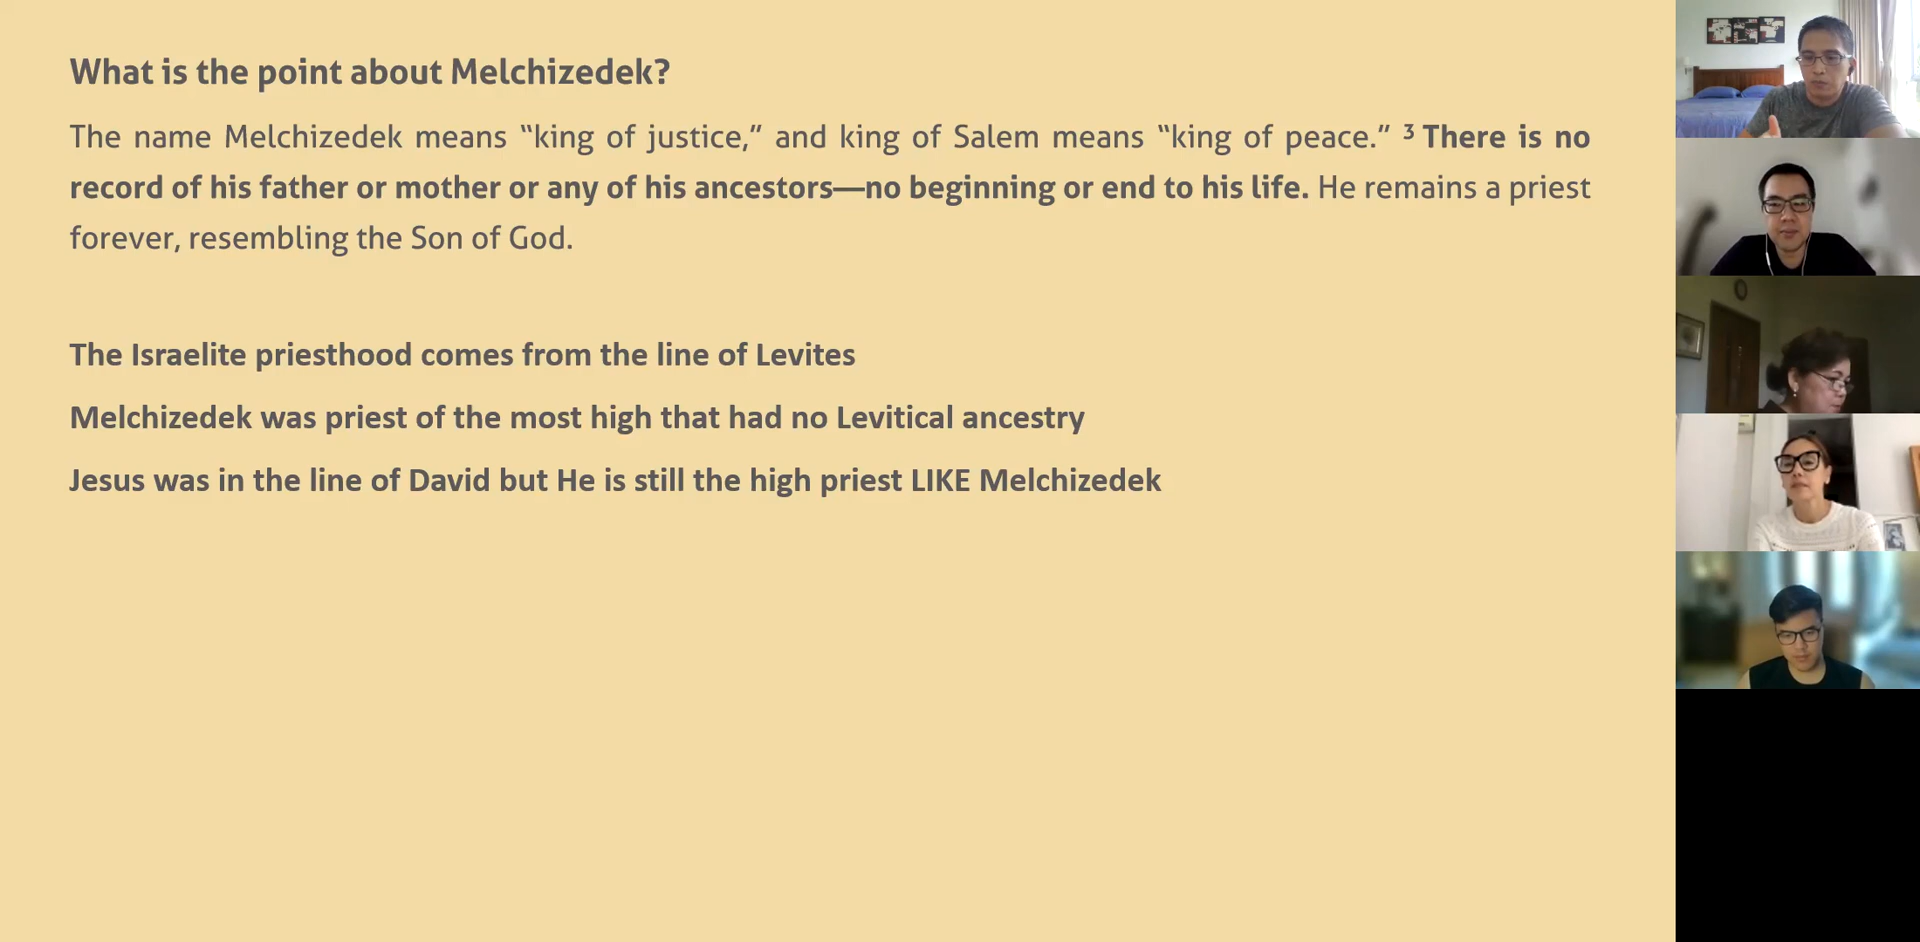 What is the point about Melchizedek?
The name Melchizedek means “king of justice,” and king of Salem means “king of peace.” ³ There is no
record of his father or mother or any of his ancestors—no beginning or end to his life. He remains a priest
forever, resembling the Son of God.
The Israelite priesthood comes from the line of Levites
Melchizedek was priest of the most high that had no Levitical ancestry
Jesus was in the line of David but He is still the high priest LIKE Melchizedek